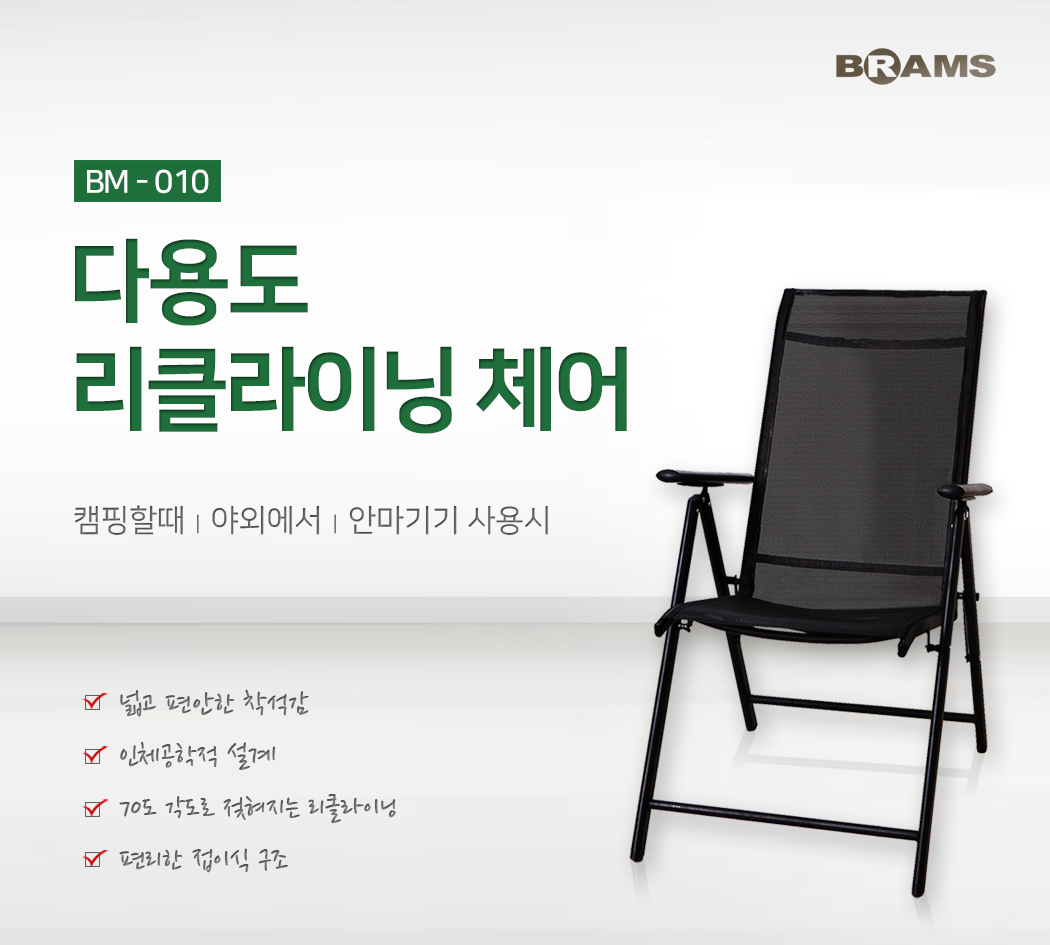 BRAMS
BM - 010
다용도
리클라이닝 체어
캠핑할때 | 야외에서 | 안마기기 사용시
넓고 편안한 착석감
인체공학적 설계
70도 각도로 젖혀지는 리클라이닝
편리한 접이식 구조